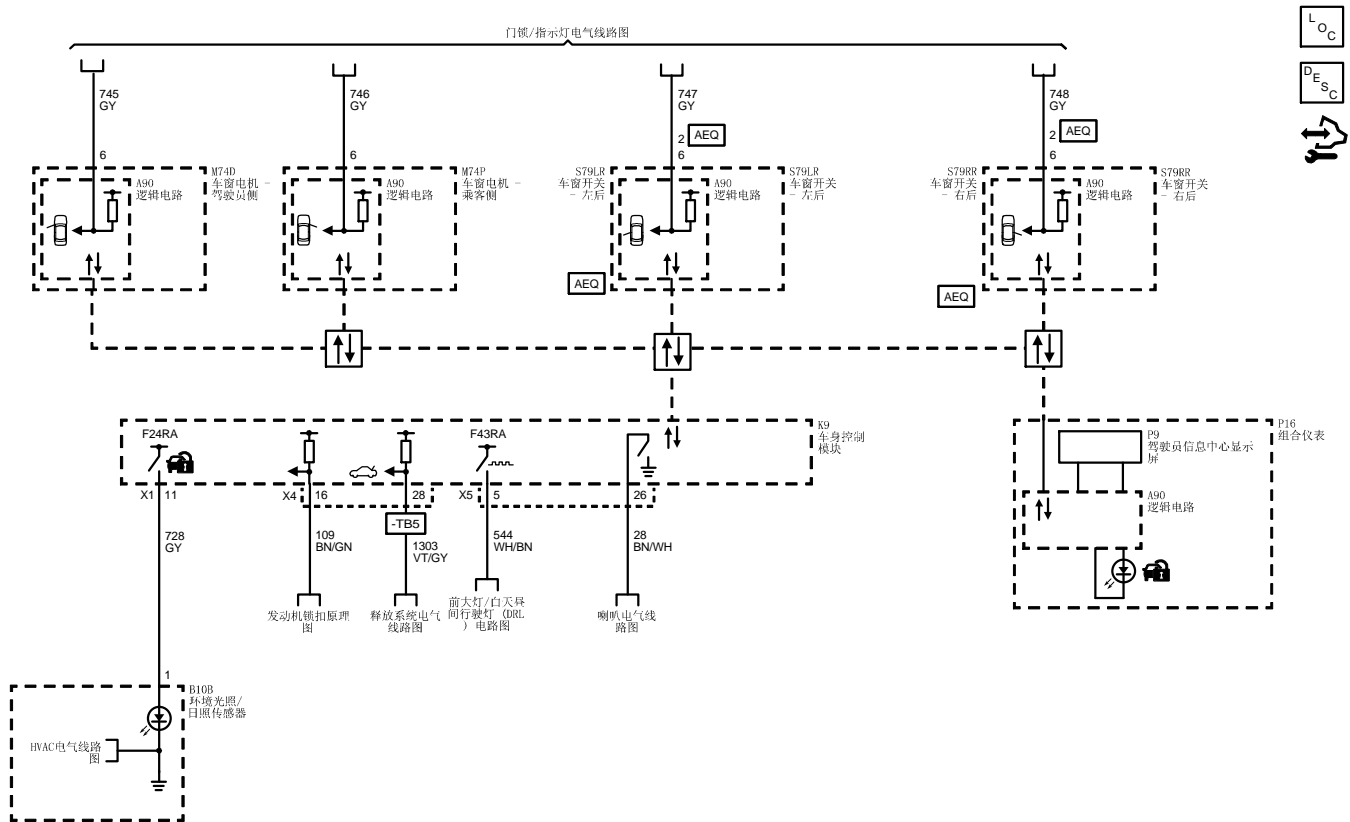 门锁/指示灯电气线路图
L
O
C
D
E
S
C
745
GY
746
GY
747
GY
748
GY
2
AEQ
2
AEQ
6
6
6
6
M74D
车窗电机 -
驾驶员侧
A90
逻辑电路
M74P
车窗电机 -
乘客侧
A90
逻辑电路
S79LR
车窗开关
- 左后
A90
逻辑电路
S79LR
车窗开关
- 左后
S79RR
车窗开关
- 右后
A90
逻辑电路
S79RR
车窗开关
- 右后
AEQ
AEQ
K9
车身控制
模块
F24RA
F43RA
X1
11
X4
16
28
X5
5
26
-TB5
728
GY
109
BN/GN
1303
VT/GY
544
WH/BN
28
BN/WH
发动机锁扣原理
图
释放系统电气
线路图
前大灯/白天昼
间行驶灯 (DRL
) 电路图
喇叭电气线
路图
P16
组合仪表
P9
驾驶员信息中心显示
屏
A90
逻辑电路
1
B10B
环境光照/
日照传感器
HVAC电气线路
图